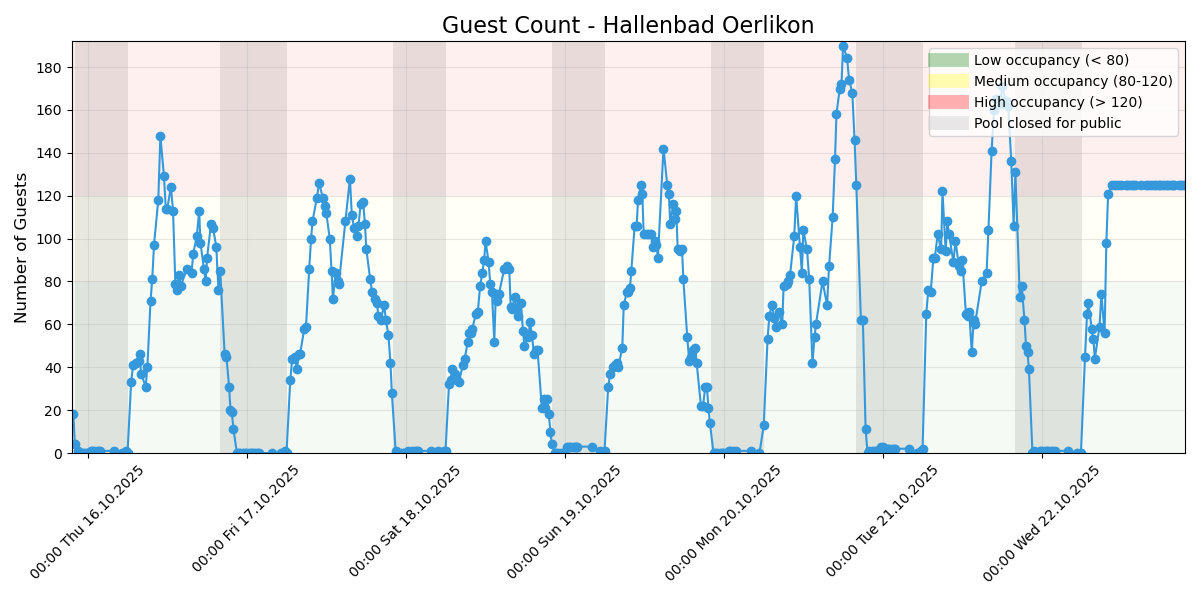 Guest Count - Hallenbad Oerlikon
Number of Guests
180
160
140
120
100
80
60
40
20
0
Low occupancy (< 80)
Medium occupancy (80-120)
High occupancy (> 120)
Pool closed for public
00:00 Thu 16.10.2025
00:00 Fri 17.10.2025
00:00 Sat 18.10.2025
00:00 Sun 19.10.2025
00:00 Mon 20.10.2025
00:00 Tue 21.10.2025
00:00 Wed 22.10.2025